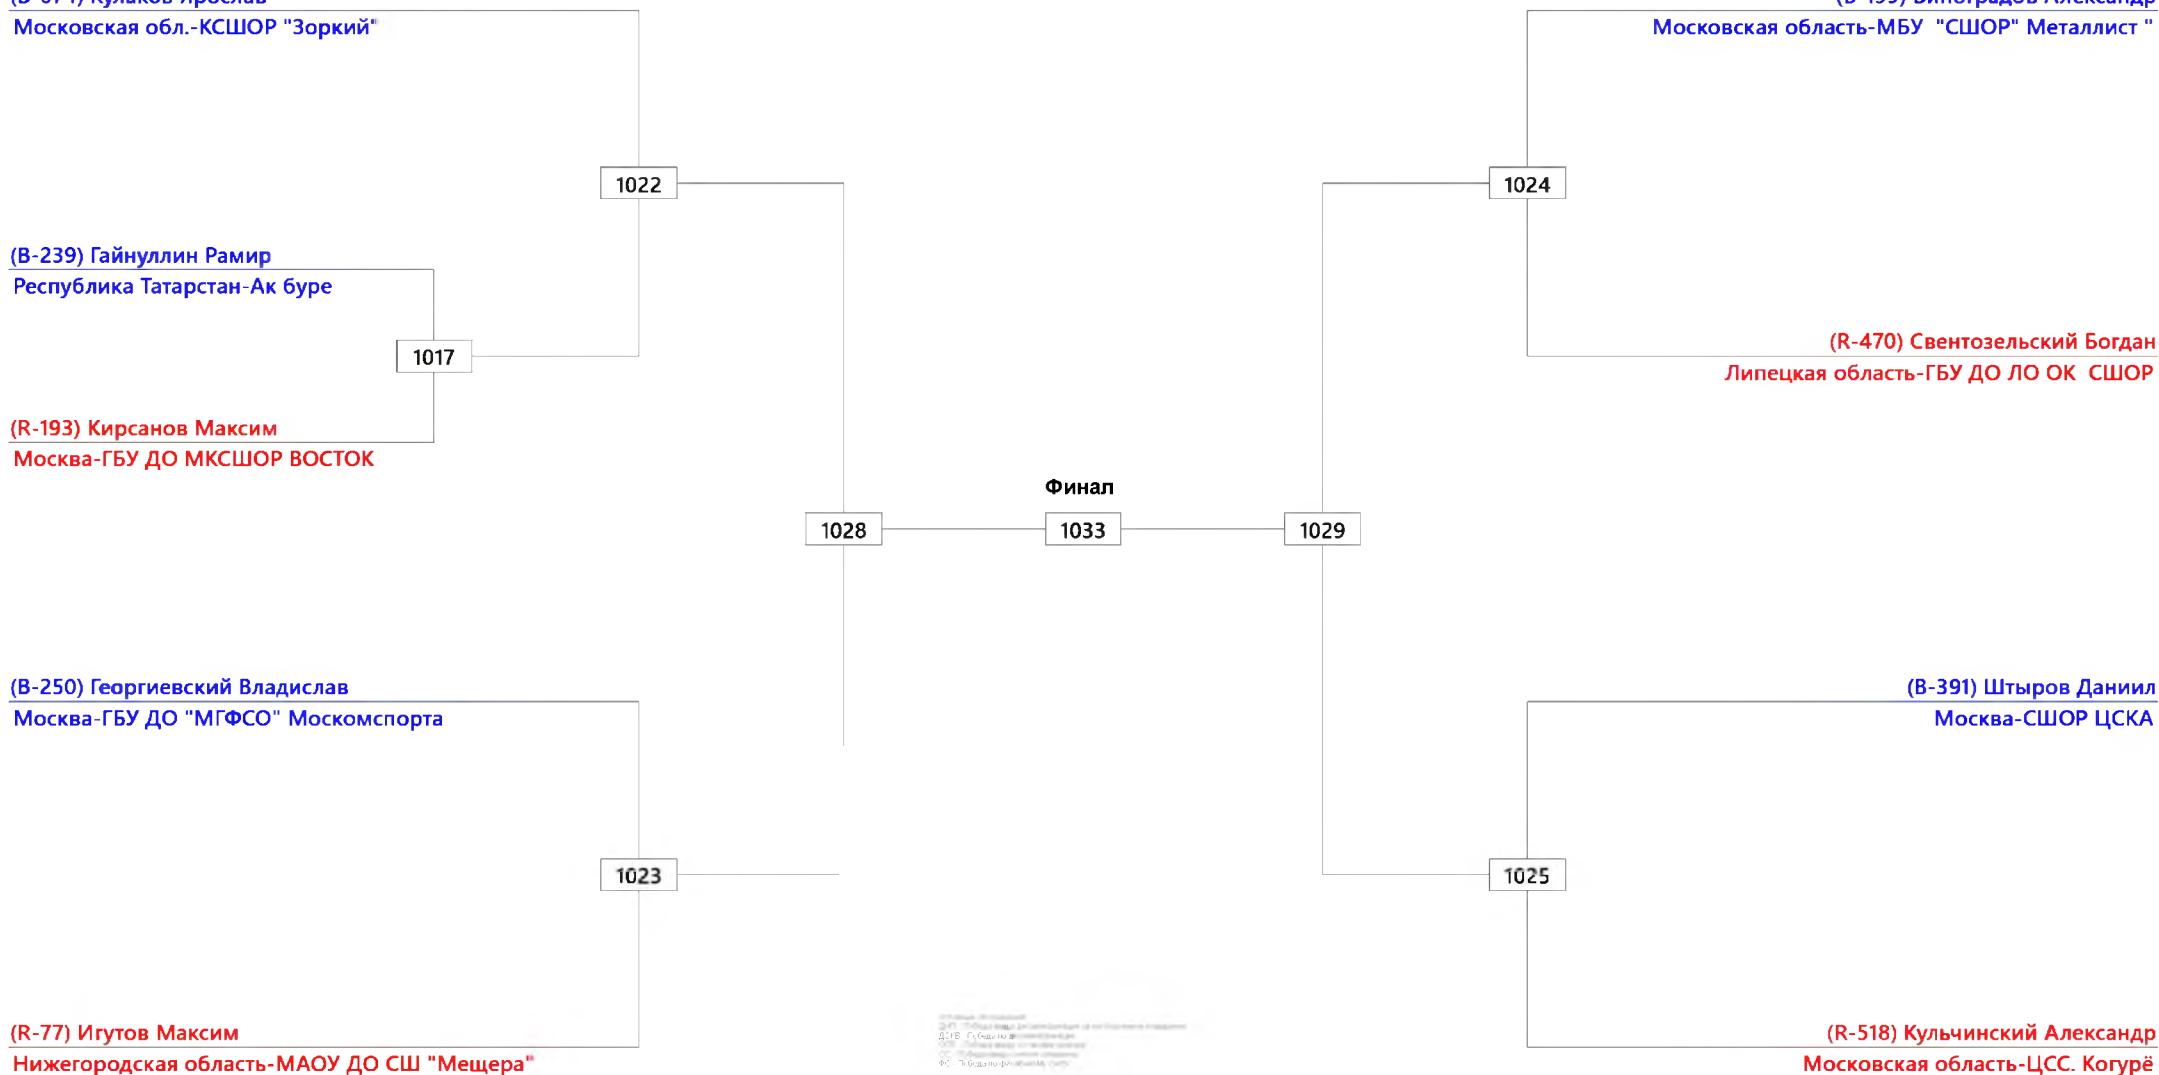 Московская обл.-КСШОР "Зоркий"
Московская область-МБУ "СШОР" Металлист "
1022
1024
(B-239) Гайнуллин Рамир
Республика Татарстан-Ак буре
1017
(R-470) Свентозельский Богдан
Липецкая область-ГБУ ДО ЛО ОК СШОР
(R-193) Кирсанов Максим
Москва-ГБУ ДО МКСШОР ВОСТОК
Финал
1028
1033
1029
(B-250) Георгиевский Владислав
Москва-ГБУ ДО "МГФСО" Москомспорта
(B-391) Штыров Даниил
Москва-СШОР ЦСКА
1023
1025
(R-77) Игутов Максим
Нижегородская область-МАОУ ДО СШ "Мещера"
(R-518) Кульчинский Александр
Московская область-ЦСС. Когурё